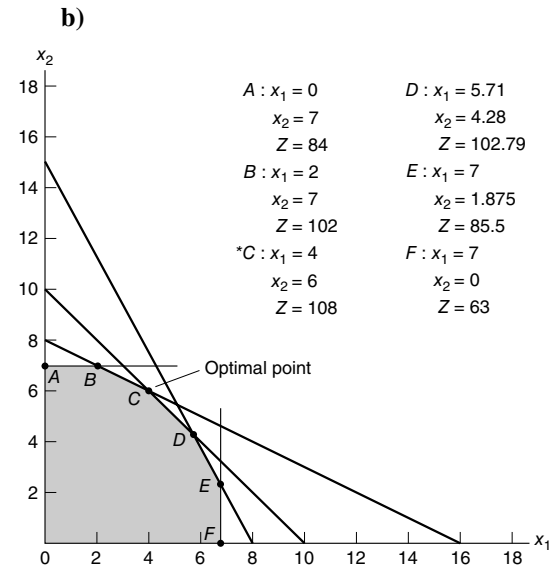 b)
x₂
18
16
14
12
10
8
6
4
2
A : x₁ = 0
x₂ = 7
Z = 84
B : x₁ = 2
x₂ = 7
Z = 102
*C : x₁ = 4
x₂ = 6
Z = 108
D : x₁ = 5.71
x₂ = 4.28
Z = 102.79
E : x₁ = 7
x₂ = 1.875
Z = 85.5
F : x₁ = 7
x₂ = 0
Z = 63
Optimal point
A
B
C
D
E
F
0 2 4 6 8 10 12 14 16 18 x₁